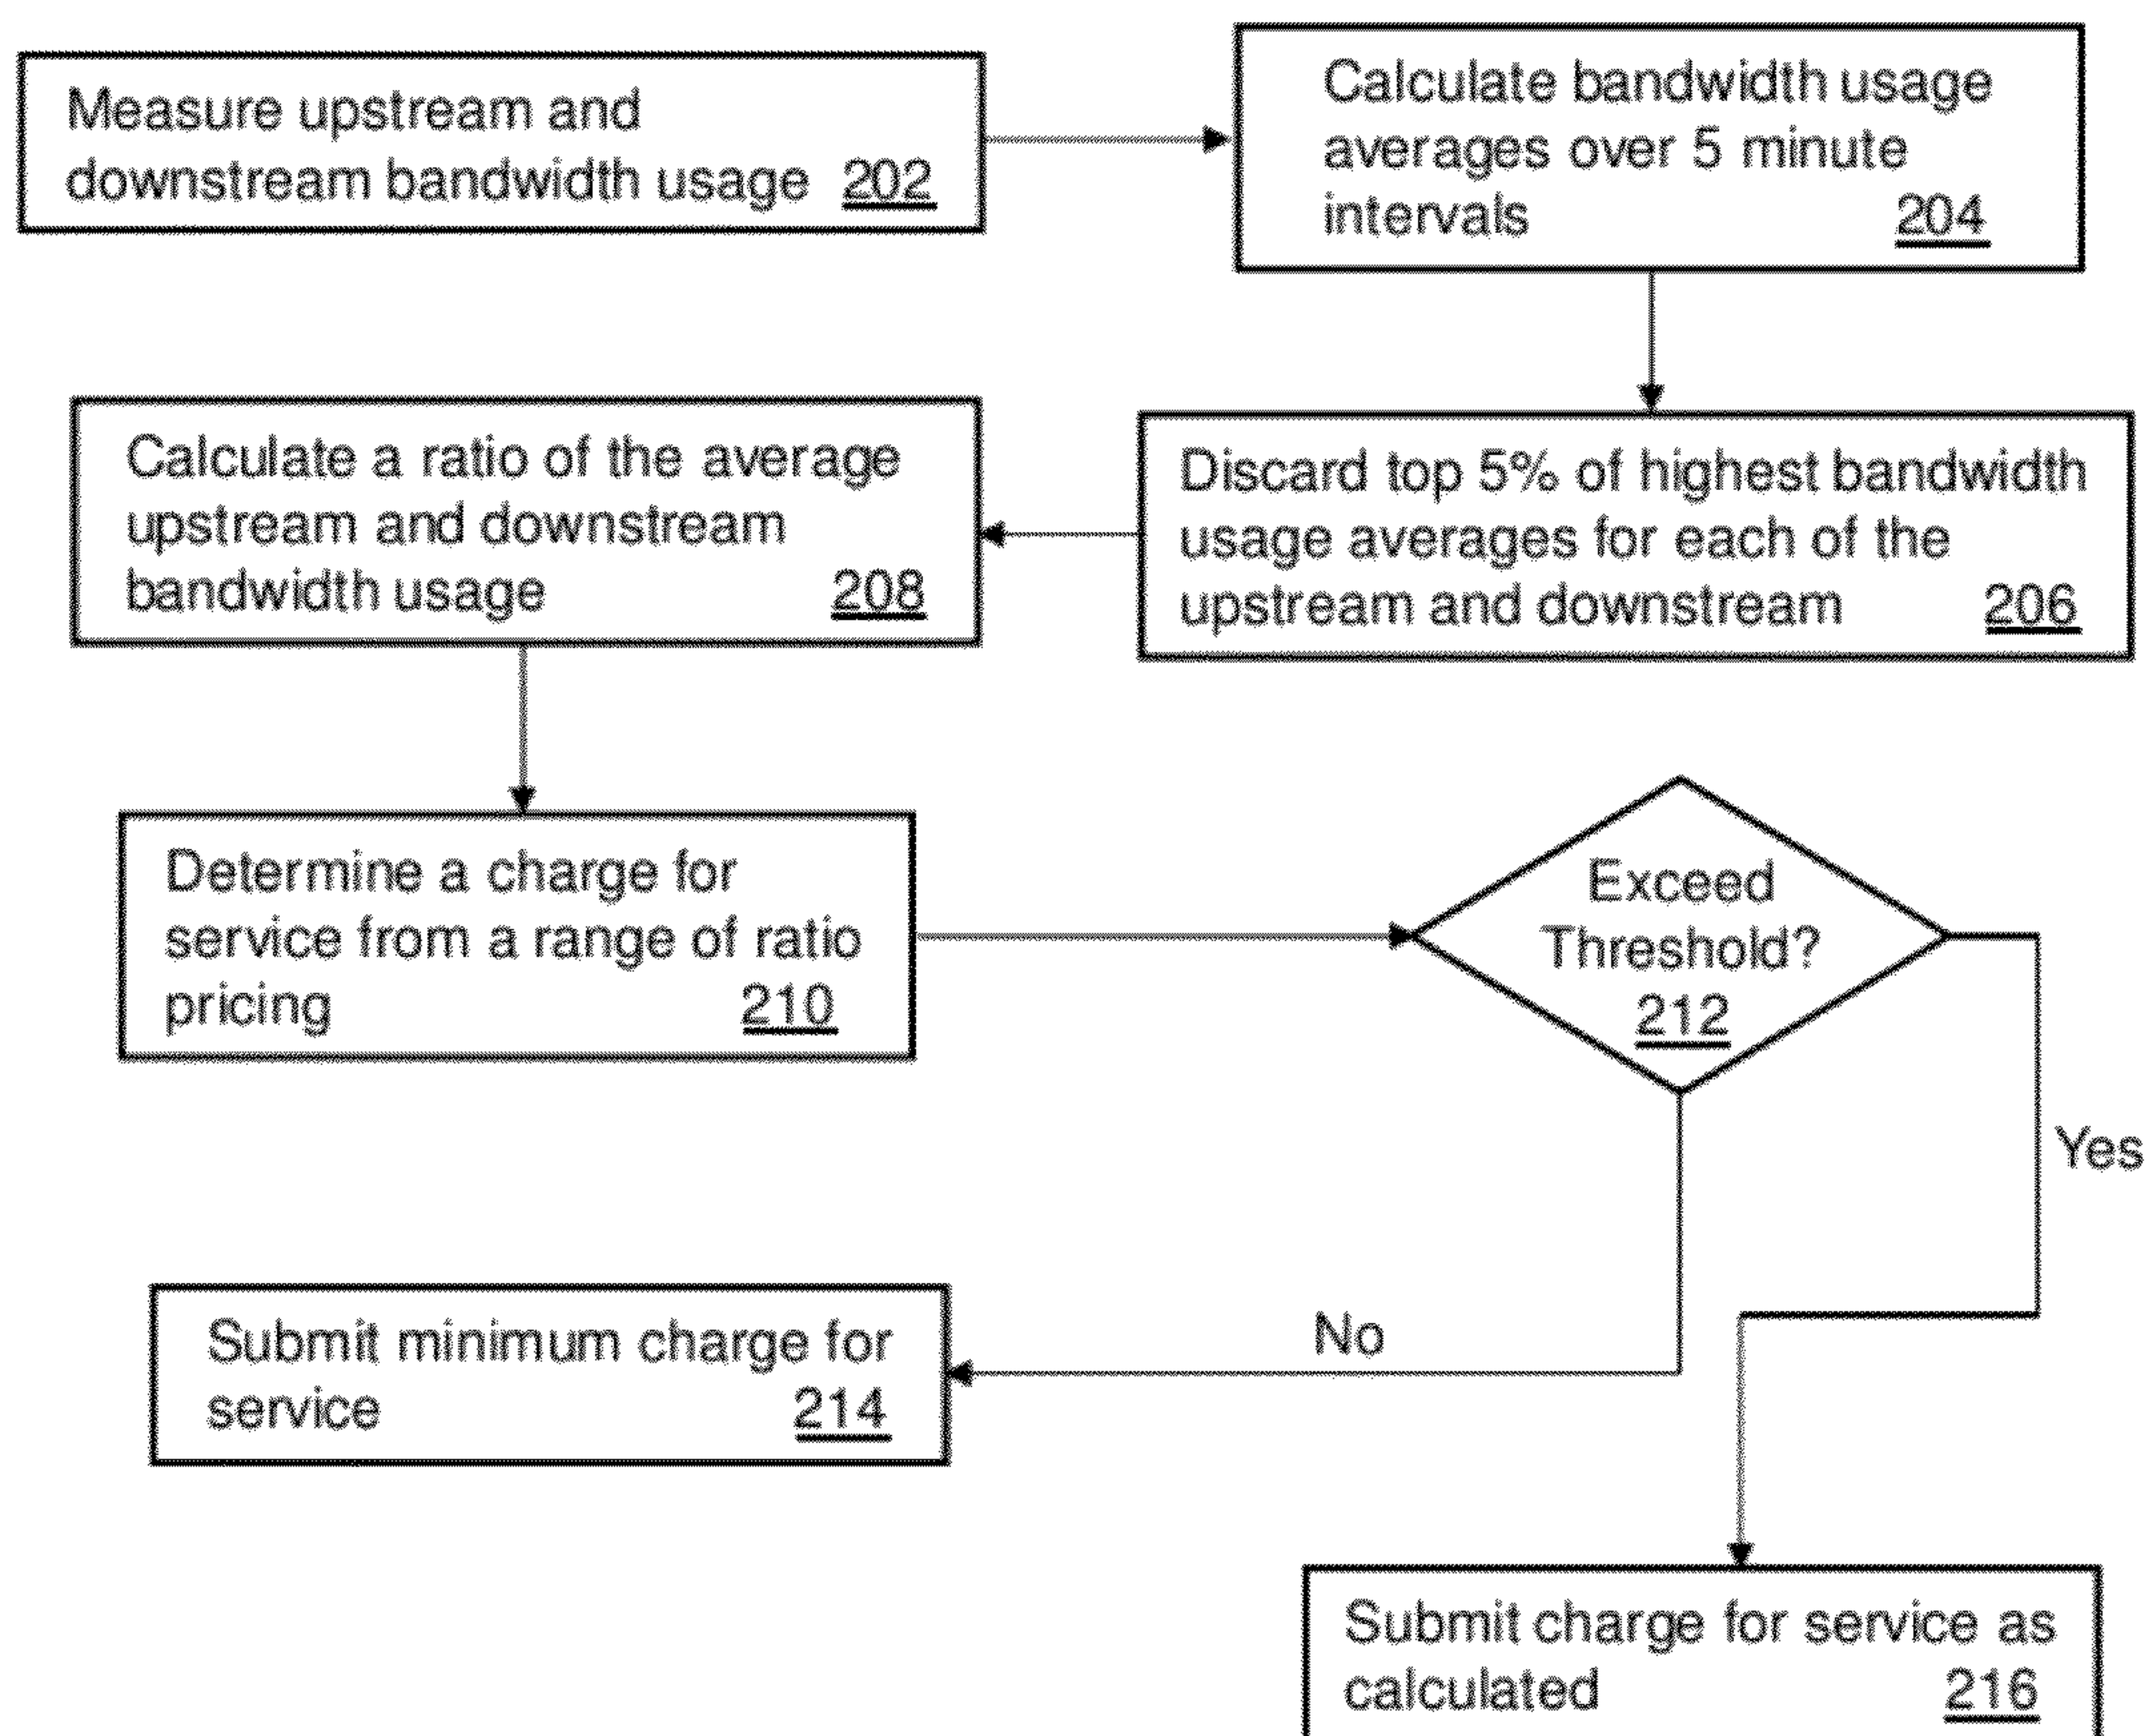 Measure upstream and
downstream bandwidth usage 202
Calculate bandwidth usage
averages over 5 minute
intervals 204
Discard top 5% of highest bandwidth
usage averages for each of the
upstream and downstream 206
Calculate a ratio of the average
upstream and downstream
bandwidth usage 208
Determine a charge for
service from a range of ratio
pricing 210
Exceed
Threshold?
212
Yes
No
Submit minimum charge for
service 214
Submit charge for service as
calculated 216